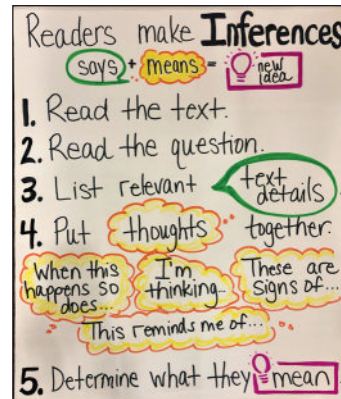 Readers make Inferences
says + means = new idea
1. Read the text.
2. Read the question.
3. List relevant text details
4. Put thoughts together.
When this happens so does...
I'm thinking...
These are signs of...
This reminds me of...
5. Determine what they mean